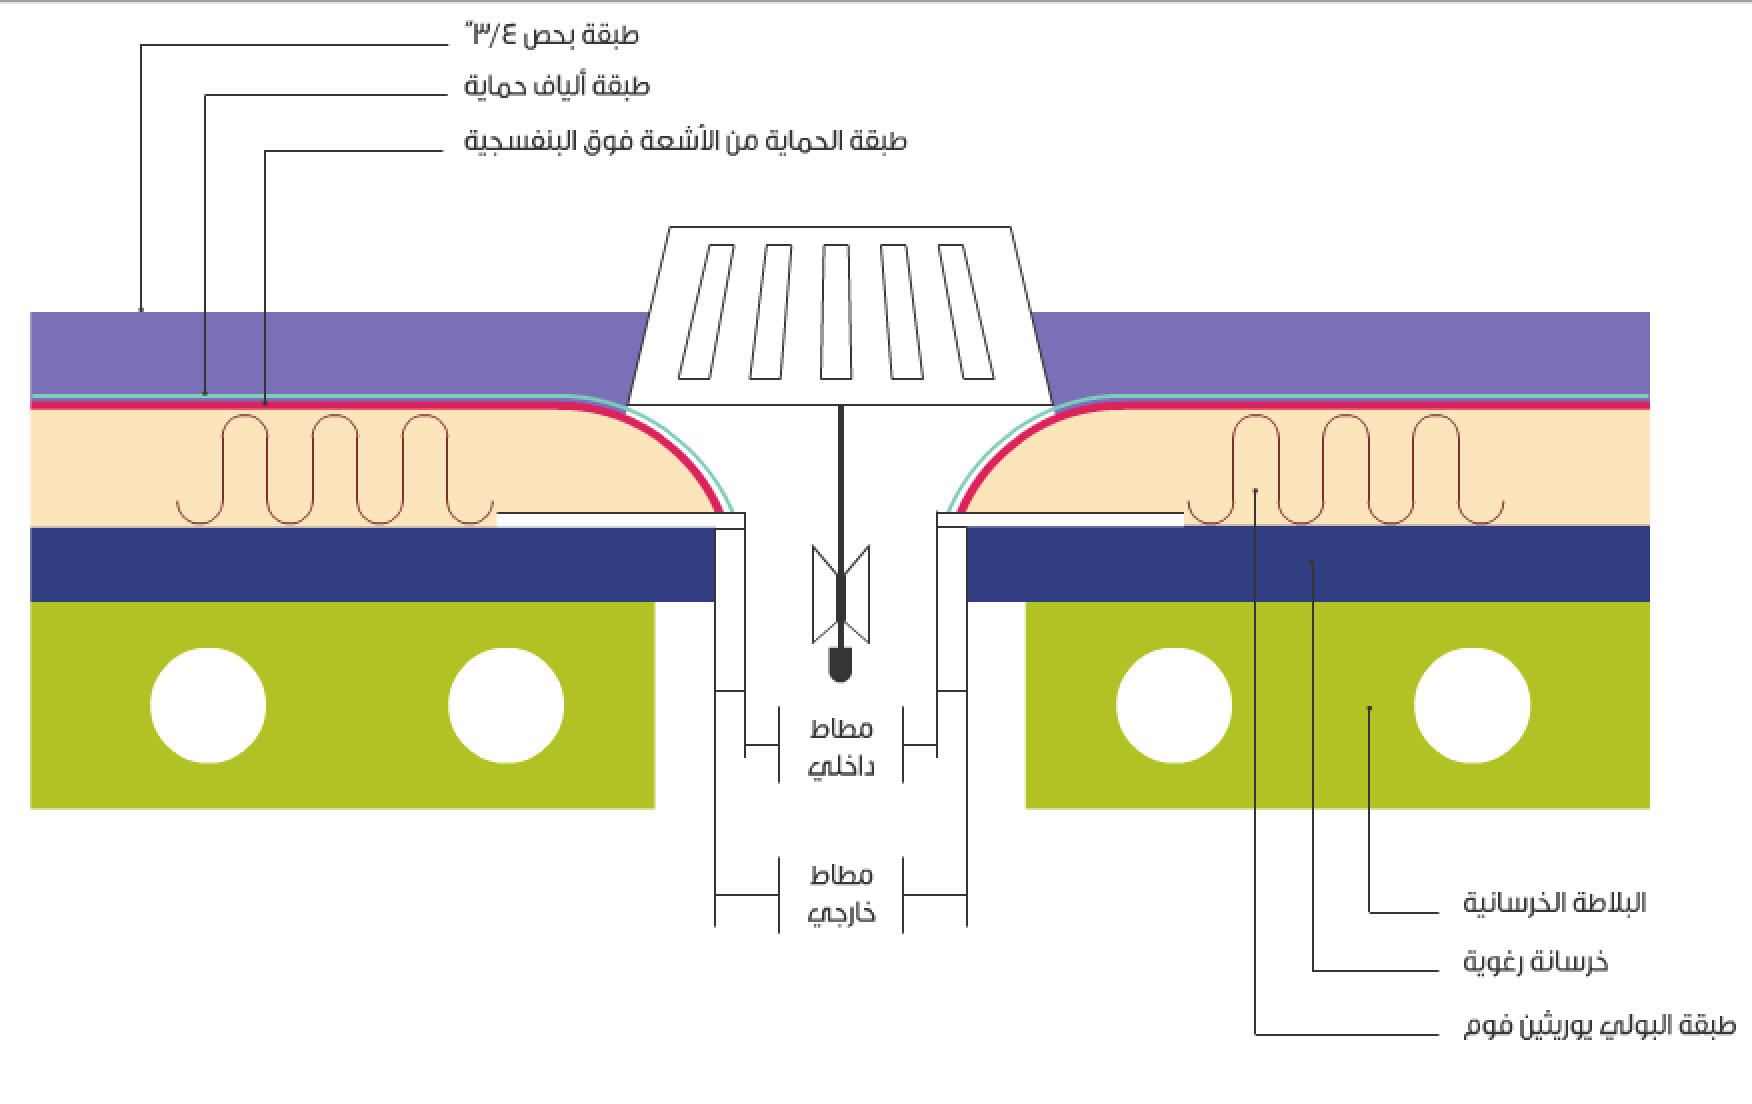 طبقة بحص ٣/٤"
طبقة ألياف حماية
طبقة الحماية من الأشعة فوق البنفسجية
مطاط
داخلي
مطاط
خارجي
البلاطة الخرسانية
خرسانة رغوية
طبقة البولي يوريثين فوم